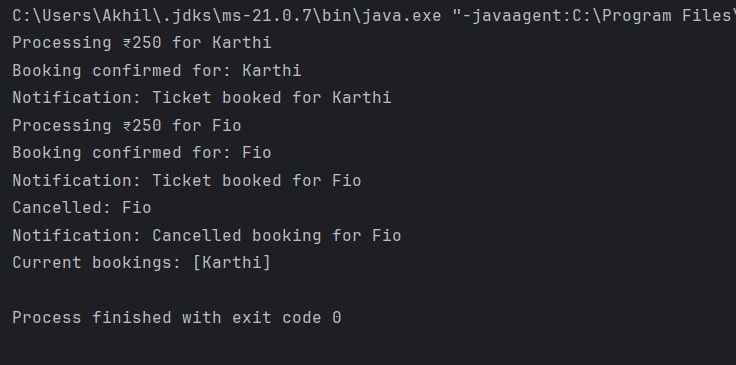 C:\Users\Akhil\.jdks\ms-21.0.7\bin\java.exe "-javaagent:C:\Program Files\
Processing ₹250 for Karthi
Booking confirmed for: Karthi
Notification: Ticket booked for Karthi
Processing ₹250 for Fio
Booking confirmed for: Fio
Notification: Ticket booked for Fio
Cancelled: Fio
Notification: Cancelled booking for Fio
Current bookings: [Karthi]
Process finished with exit code 0